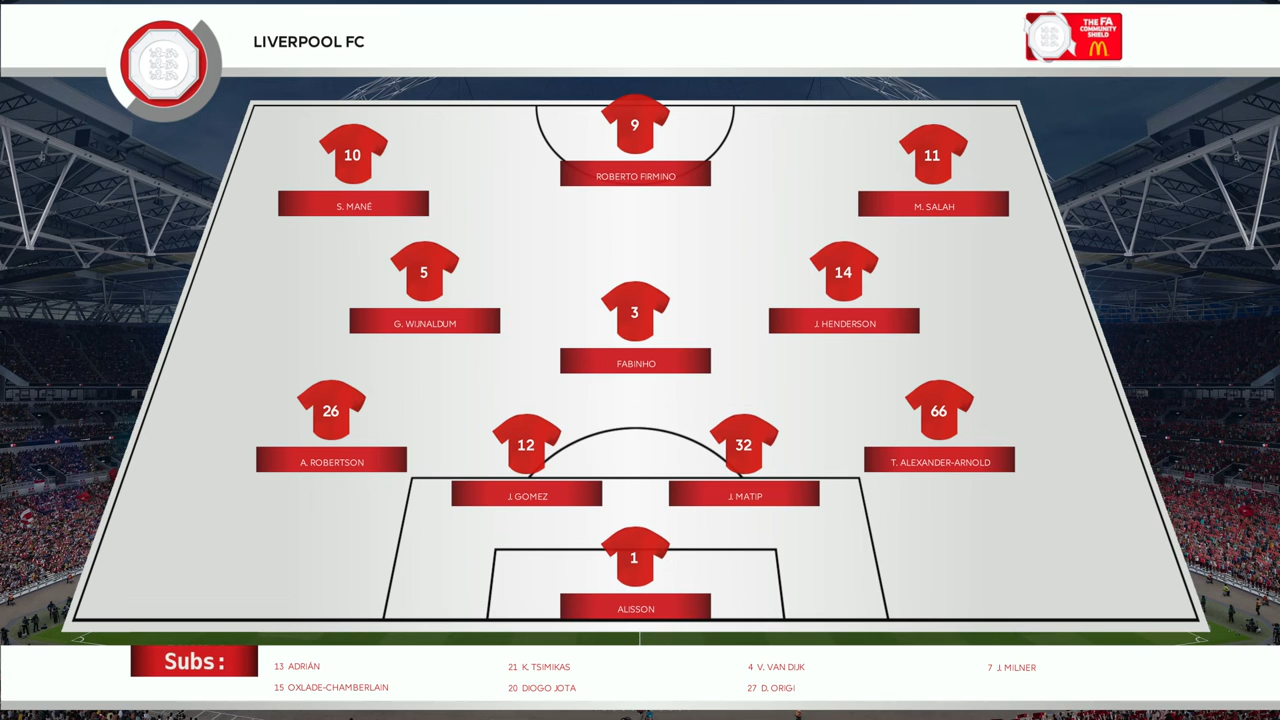 LIVERPOOL FC
THE FA
COMMUNITY
SHIELD
9
ROBERTO FIRMINO
10
S. MANÉ
11
M. SALAH
5
G. WIJNALDUM
14
J. HENDERSON
3
FABINHO
26
A. ROBERTSON
66
T. ALEXANDER-ARNOLD
12
J. GOMEZ
32
J. MATIP
1
ALISSON
Subs:
13 ADRIÁN
21 K. TSIMIKAS
4 V. VAN DIJK
7 J. MILNER
15 OXLADE-CHAMBERLAIN
20 DIOGO JOTA
27 D. ORIGI